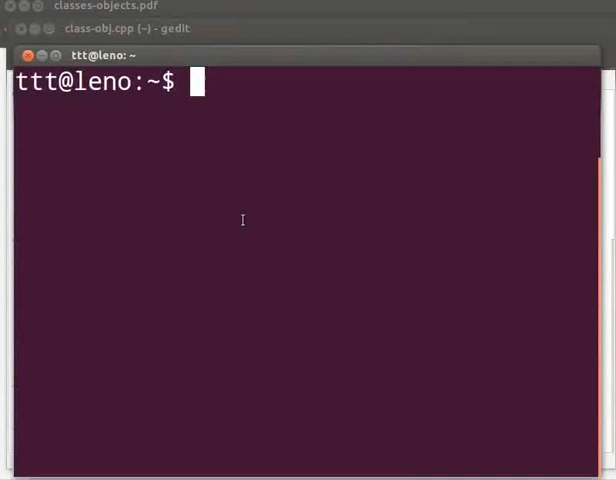 classes-objects.pdf
class-obj.cpp (~) - gedit
ttt@leno: ~
ttt@leno:~$